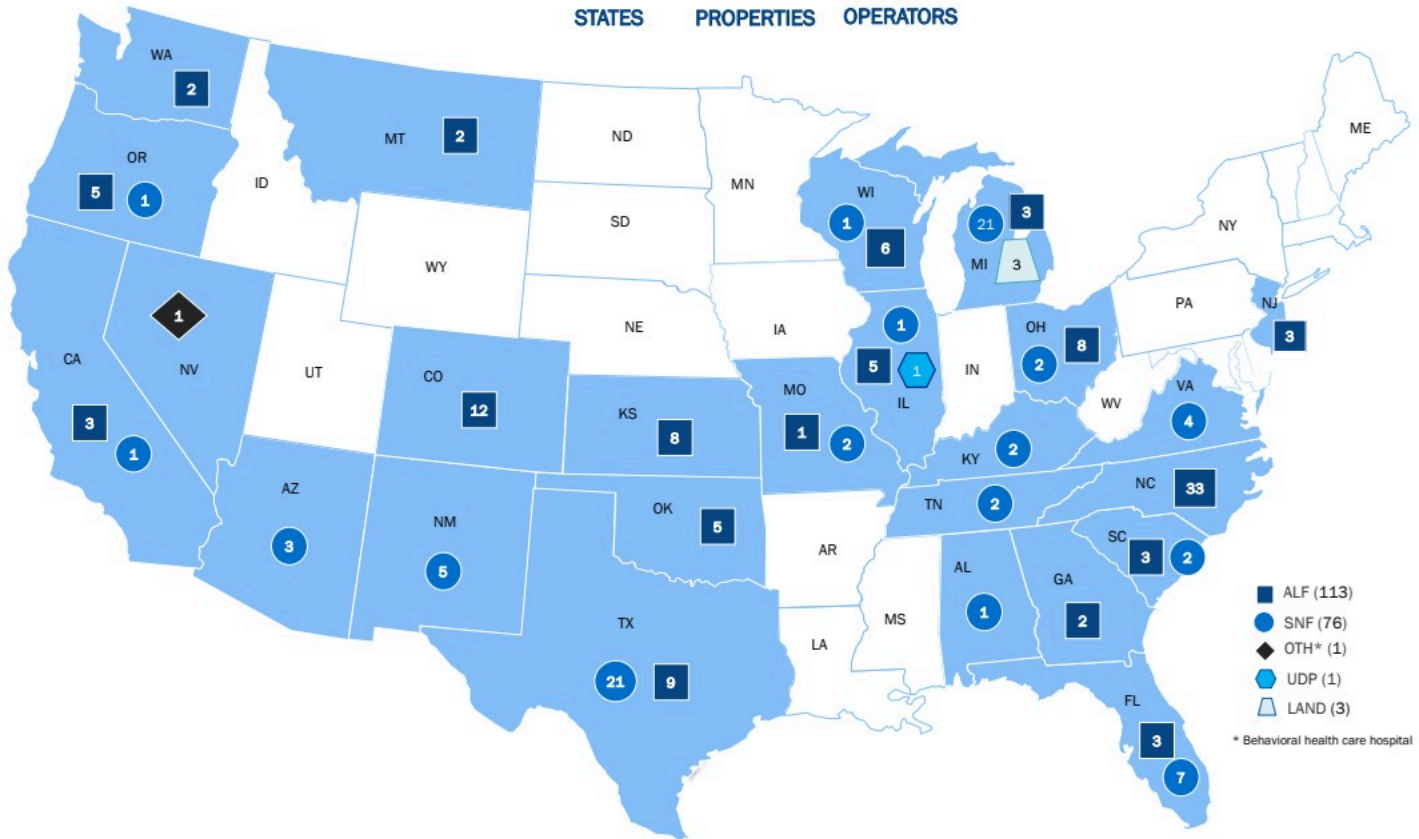 STATES PROPERTIES OPERATORS
WA
2
MT
2
ND
MN
ME
OR
5 1
ID
SD
WI
1
6
21
3
MI
3
NY
WY
NV
1
NE
IA
PA
NJ
3
CA
3
1
UT
CO
12
IL
1
5
1
IN
OH
2
8
KS
8
MO
1
2
WV
VA
4
KY
2
AZ
3
NM
5
OK
5
AR
TN
2
NC
33
SC
3
2
TX
21
9
LA
MS
AL
1
GA
2
FL
3
7
ALF (113)
SNF (76)
OTH* (1)
UDP (1)
LAND (3)
* Behavioral health care hospital